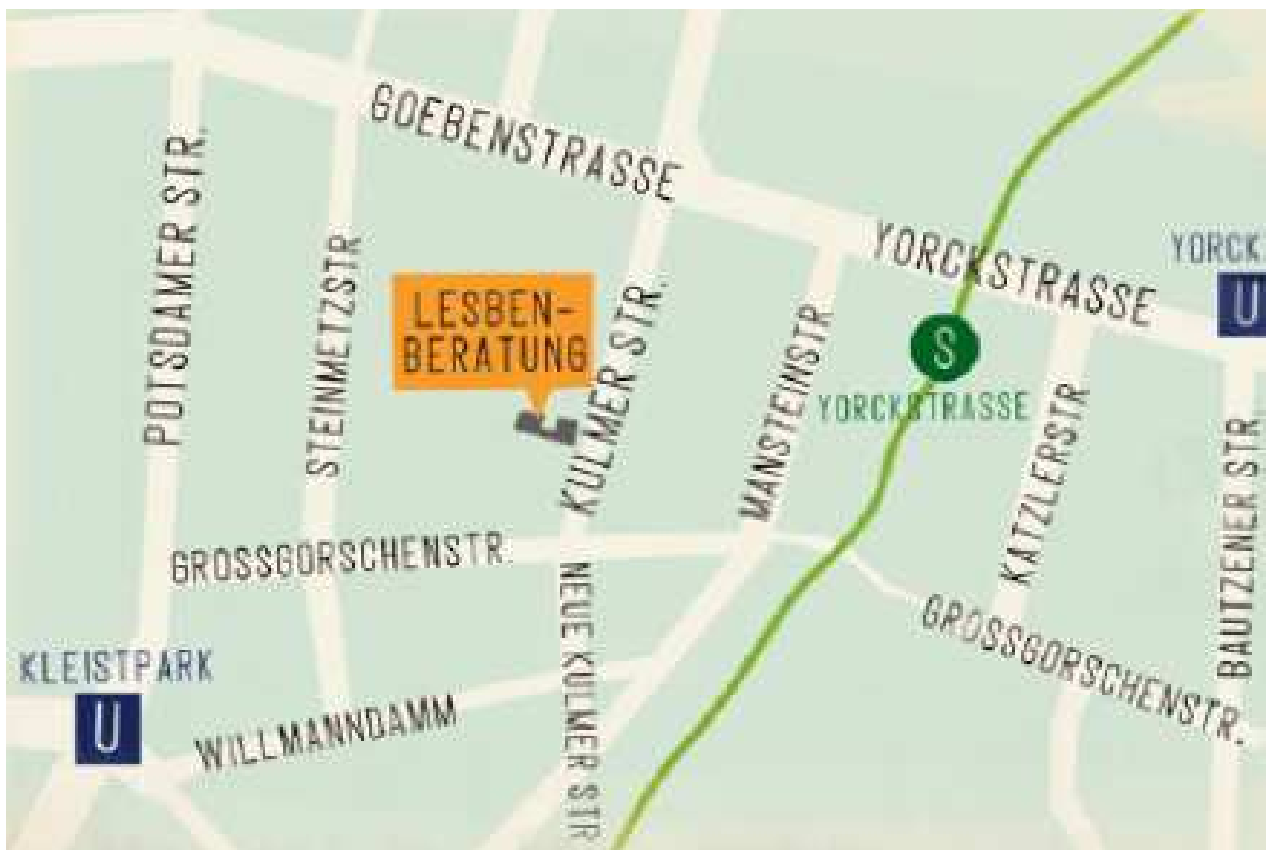 GOEBENSTRASSE
POTSDAMER STR.
STEINMETZSTR
LESBEN-
BERATUNG
KULMER STR.
MANSTEINSTR
YORCKSTRASSE
YORCK
U
S
YORCKSTRASSE
KATZLERSTR
BAUTZENER STR
GROSSGORSCHENSTR.
NEUE KULMER STR
GROSSGORSCHENSTR.
KLEISTPARK
U
WILLMANNDAMM